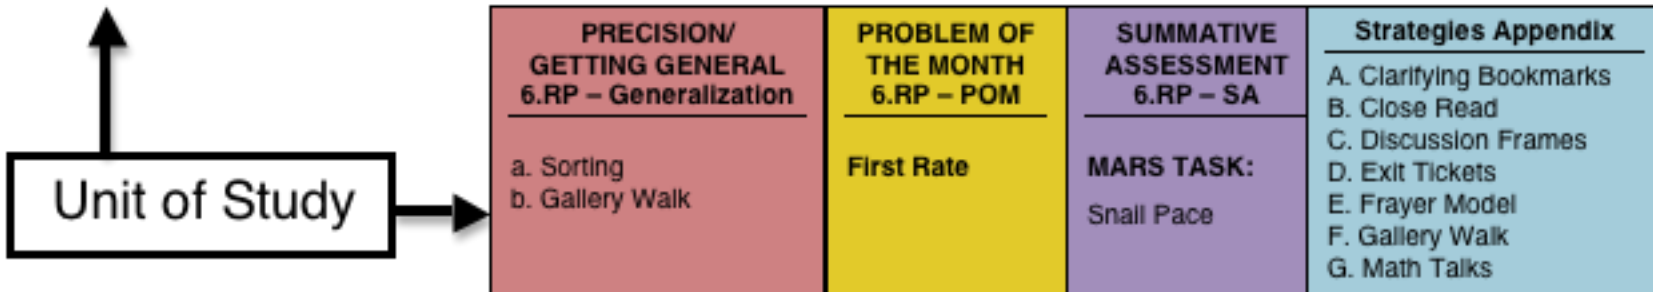 Unit of Study
PRECISION/
GETTING GENERAL
6.RP – Generalization
a. Sorting
b. Gallery Walk
PROBLEM OF
THE MONTH
6.RP – POM
First Rate
SUMMATIVE
ASSESSMENT
6.RP – SA
MARS TASK:
Snail Pace
Strategies Appendix
A. Clarifying Bookmarks
B. Close Read
C. Discussion Frames
D. Exit Tickets
E. Frayer Model
F. Gallery Walk
G. Math Talks